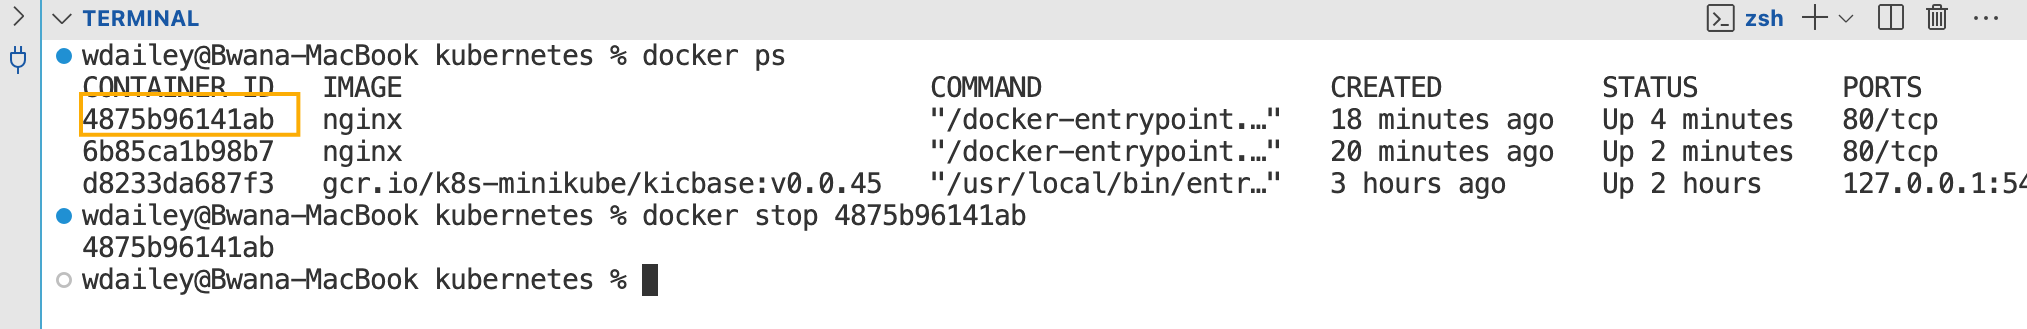 TERMINAL
zsh
wdailey@Bwana-MacBook kubernetes % docker ps
CONTAINER ID IMAGE COMMAND CREATED STATUS PORTS
4875b96141ab nginx "/docker-entrypoint.…" 18 minutes ago Up 4 minutes 80/tcp
6b85ca1b98b7 nginx "/docker-entrypoint.…" 20 minutes ago Up 2 minutes 80/tcp
d8233da687f3 gcr.io/k8s-minikube/kicbase:v0.0.45 "/usr/local/bin/entr…" 3 hours ago Up 2 hours 127.0.0.1:54
wdailey@Bwana-MacBook kubernetes % docker stop 4875b96141ab
4875b96141ab
wdailey@Bwana-MacBook kubernetes %